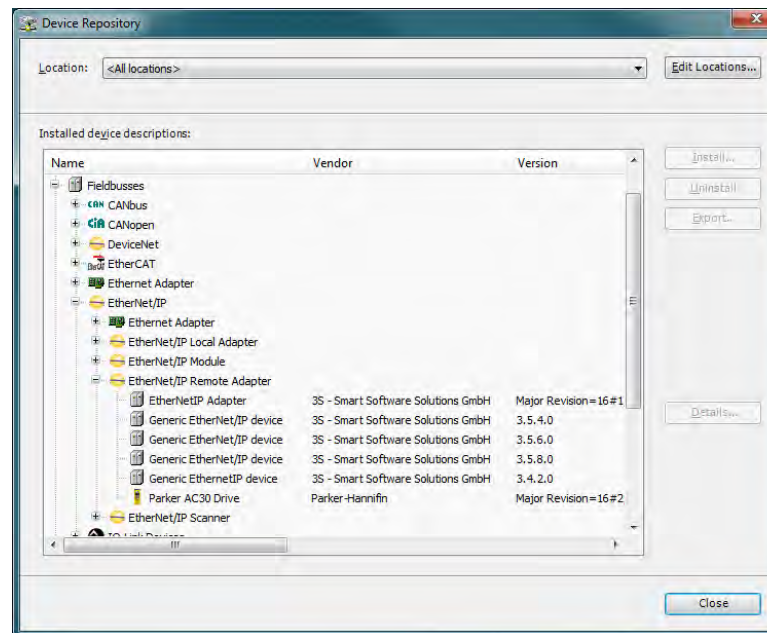 Device Repository
Location: <All locations> Edit Locations...
Installed device descriptions:
Name Vendor Version
Install...
Uninstall
Export...
Fieldbusses
CAN CANbus
CiA CANopen
DeviceNet
EtherCAT
Ethernet Adapter
EtherNet/IP
Ethernet Adapter
EtherNet/IP Local Adapter
EtherNet/IP Module
EtherNet/IP Remote Adapter
EtherNetIP Adapter 3S - Smart Software Solutions GmbH Major Revision=16#1
Details...
Generic EtherNet/IP device 3S - Smart Software Solutions GmbH 3.5.4.0
Generic EtherNet/IP device 3S - Smart Software Solutions GmbH 3.5.6.0
Generic EtherNet/IP device 3S - Smart Software Solutions GmbH 3.5.8.0
Generic EthernetIP device 3S - Smart Software Solutions GmbH 3.4.2.0
Parker AC30 Drive Parker-Hannifin Major Revision=16#2
EtherNet/IP Scanner
IO-Link Devices
Close